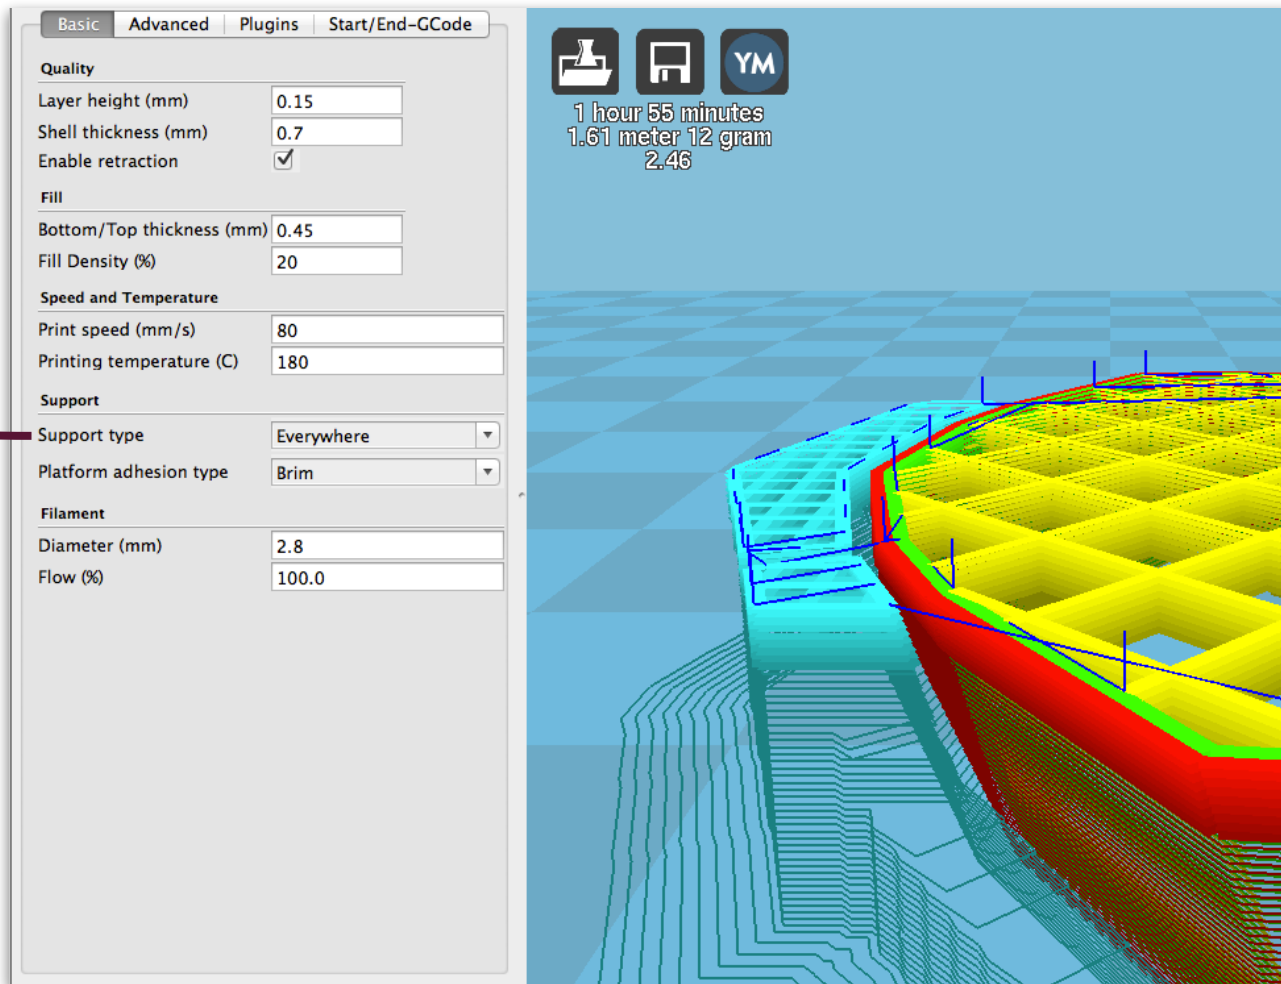 Basic Advanced Plugins Start/End-GCode
Quality
Layer height (mm) 0.15
Shell thickness (mm) 0.7
Enable retraction
Fill
Bottom/Top thickness (mm) 0.45
Fill Density (%) 20
Speed and Temperature
Print speed (mm/s) 80
Printing temperature (C) 180
Support
Support type Everywhere
Platform adhesion type Brim
Filament
Diameter (mm) 2.8
Flow (%) 100.0
YM
1 hour 55 minutes
1.61 meter 12 gram
2.46